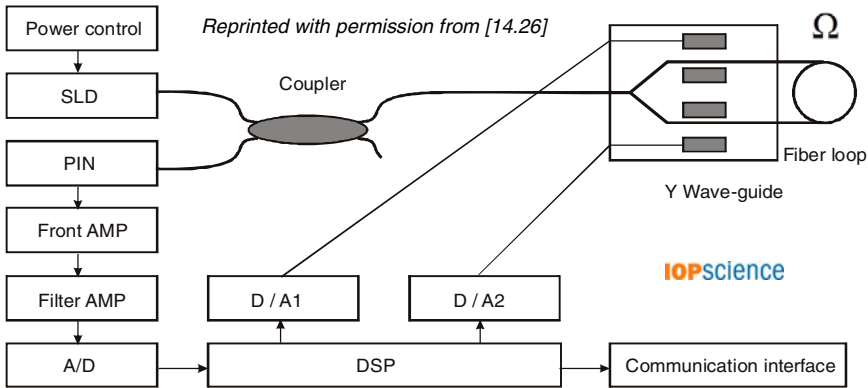 Power control
Reprinted with permission from [14.26]
Ω
SLD
Coupler
PIN
Fiber loop
Y Wave-guide
Front AMP
IOPscience
Filter AMP
D / A1
D / A2
A/D
DSP
Communication interface